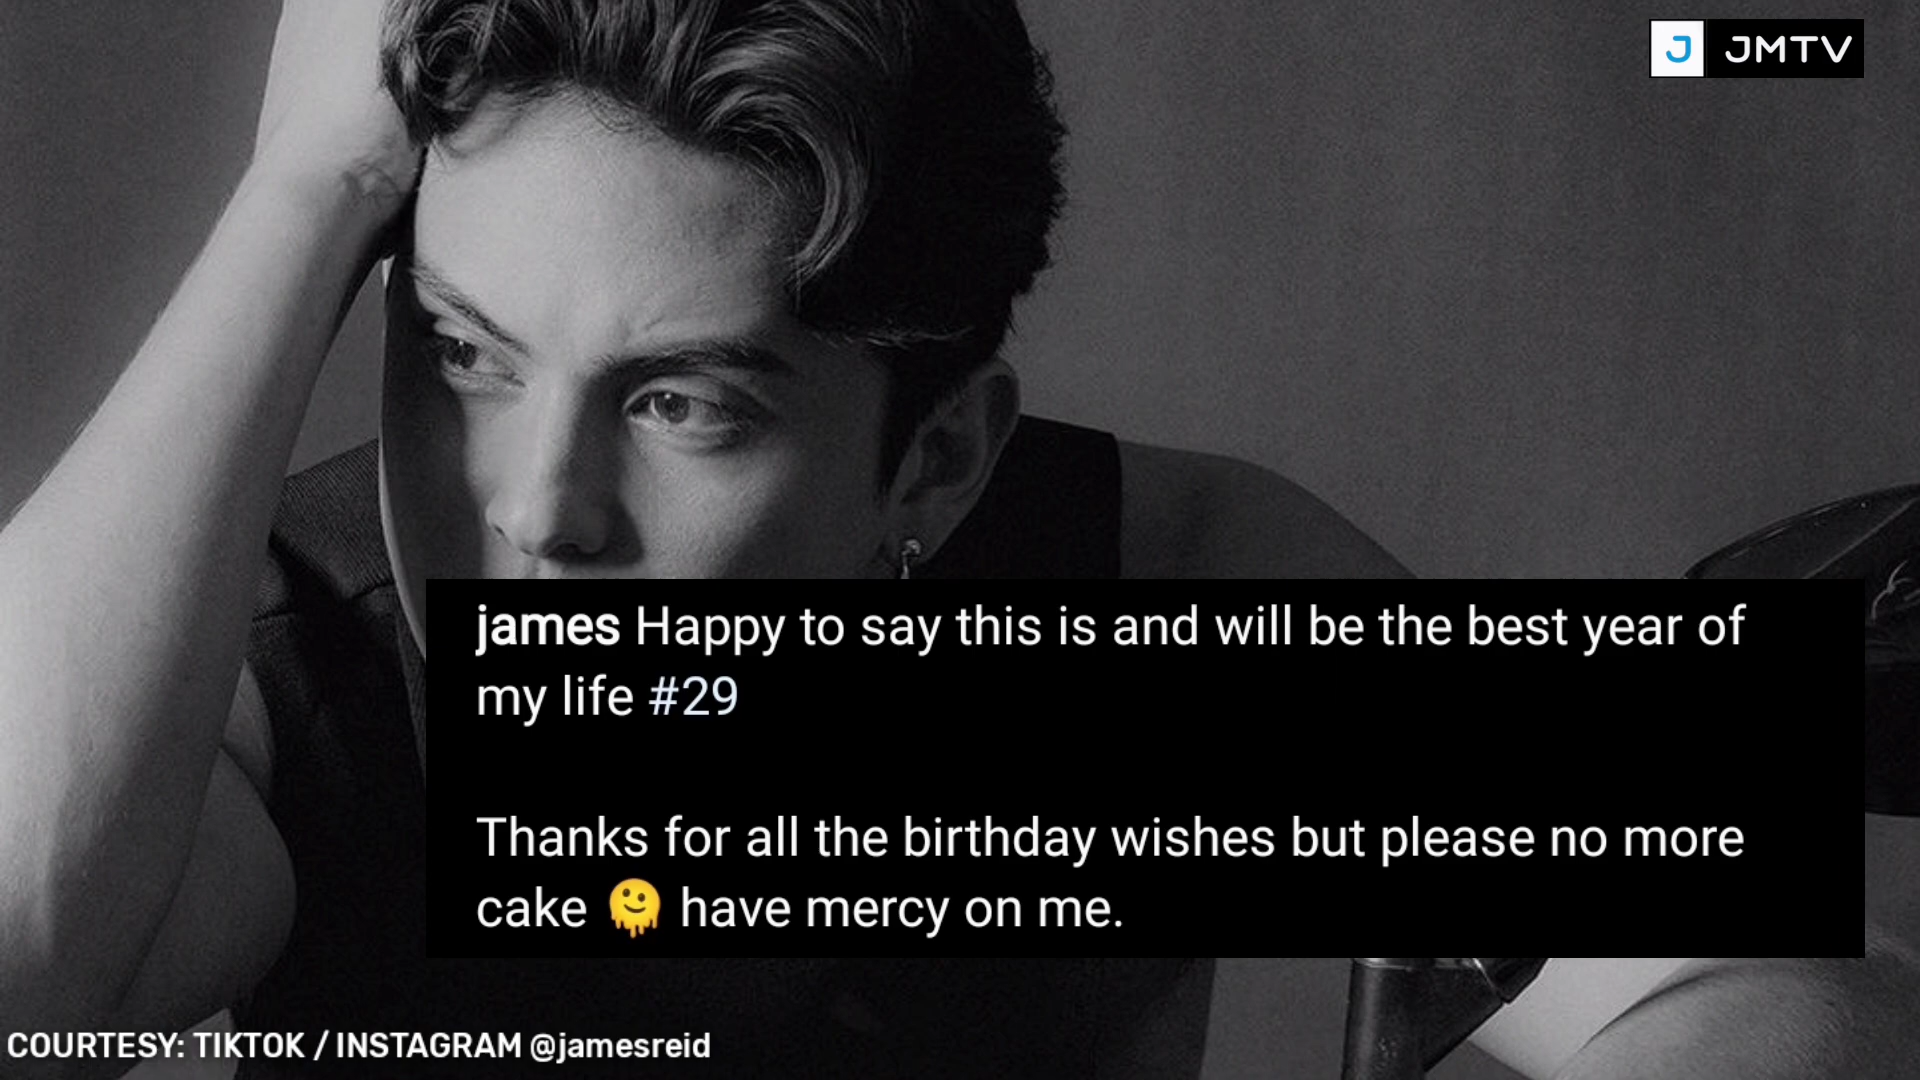 J JMTV
james Happy to say this is and will be the best year of
my life #29
Thanks for all the birthday wishes but please no more
cake 🫠 have mercy on me.
COURTESY: TIKTOK / INSTAGRAM @jamesreid